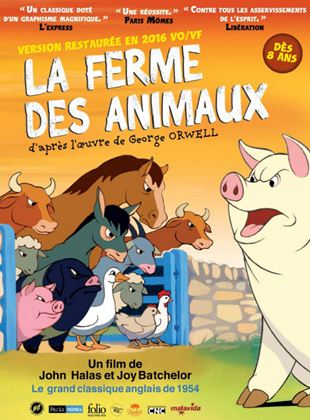 “ UN CLASSIQUE DOTÉ
D'UN GRAPHISME MAGNIFIQUE. ”
L'EXPRESS
“ UNE RÉUSSITE. ”
PARIS MÔMES
“ CONTRE TOUS LES ASSERVISSEMENTS
DE L'ESPRIT. ”
LIBÉRATION
VERSION RESTAURÉE EN 2016 VO/VF
DÈS
8 ANS
LA FERME
DES ANIMAUX
d'après l'œuvre de George ORWELL
Un film de
John Halas et Joy Batchelor
Le grand classique anglais de 1954
PARIS MÔMES
folio
CNC
malavida